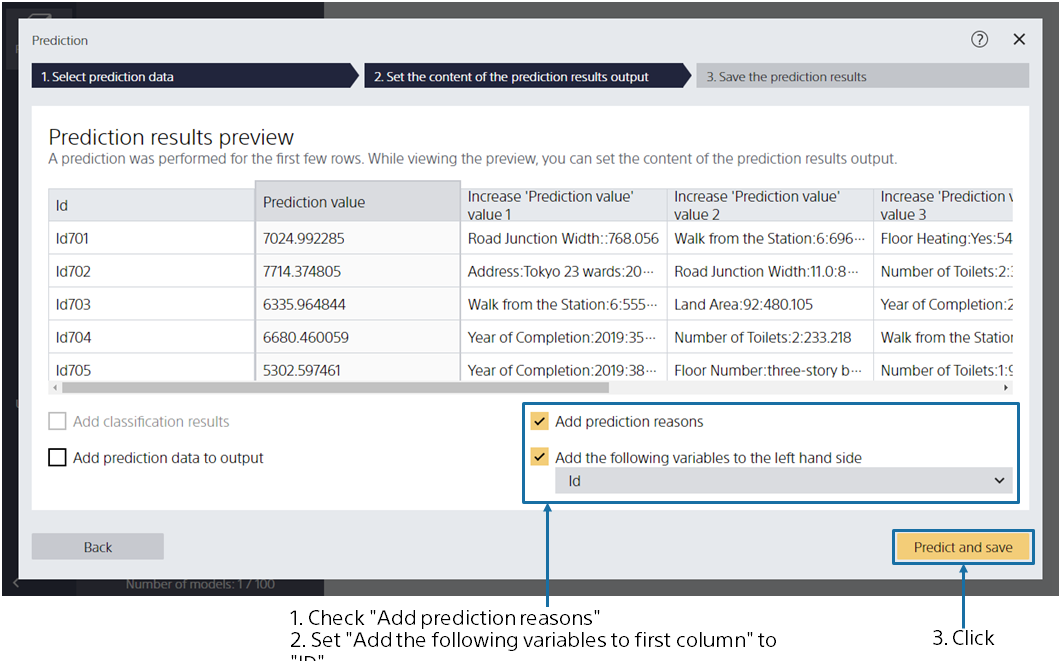 Prediction
1. Select prediction data
2. Set the content of the prediction results output
3. Save the prediction results
Prediction results preview
A prediction was performed for the first few rows. While viewing the preview, you can set the content of the prediction results output.
Id
Prediction value
Increase 'Prediction value' value 1
Increase 'Prediction value' value 2
Increase 'Prediction v value 3
Id701 7024.992285 Road Junction Width::768.056 Walk from the Station:6:696··· Floor Heating:Yes:54
Id702 7714.374805 Address:Tokyo 23 wards:20··· Road Junction Width:11.0:8··· Number of Toilets:2:
Id703 6335.964844 Walk from the Station:6:555··· Land Area:92:480.105 Year of Completion:2
Id704 6680.460059 Year of Completion:2019:35··· Number of Toilets:2:233.218 Walk from the Station
Id705 5302.597461 Year of Completion:2019:38··· Floor Number:three-story b··· Number of Toilets:1:9
Add classification results
Add prediction reasons
Add prediction data to output
Add the following variables to the left hand side
Id
Back
Predict and save
Number of models: 1 / 100
1. Check "Add prediction reasons"
2. Set "Add the following variables to first column" to
"ID"
3. Click